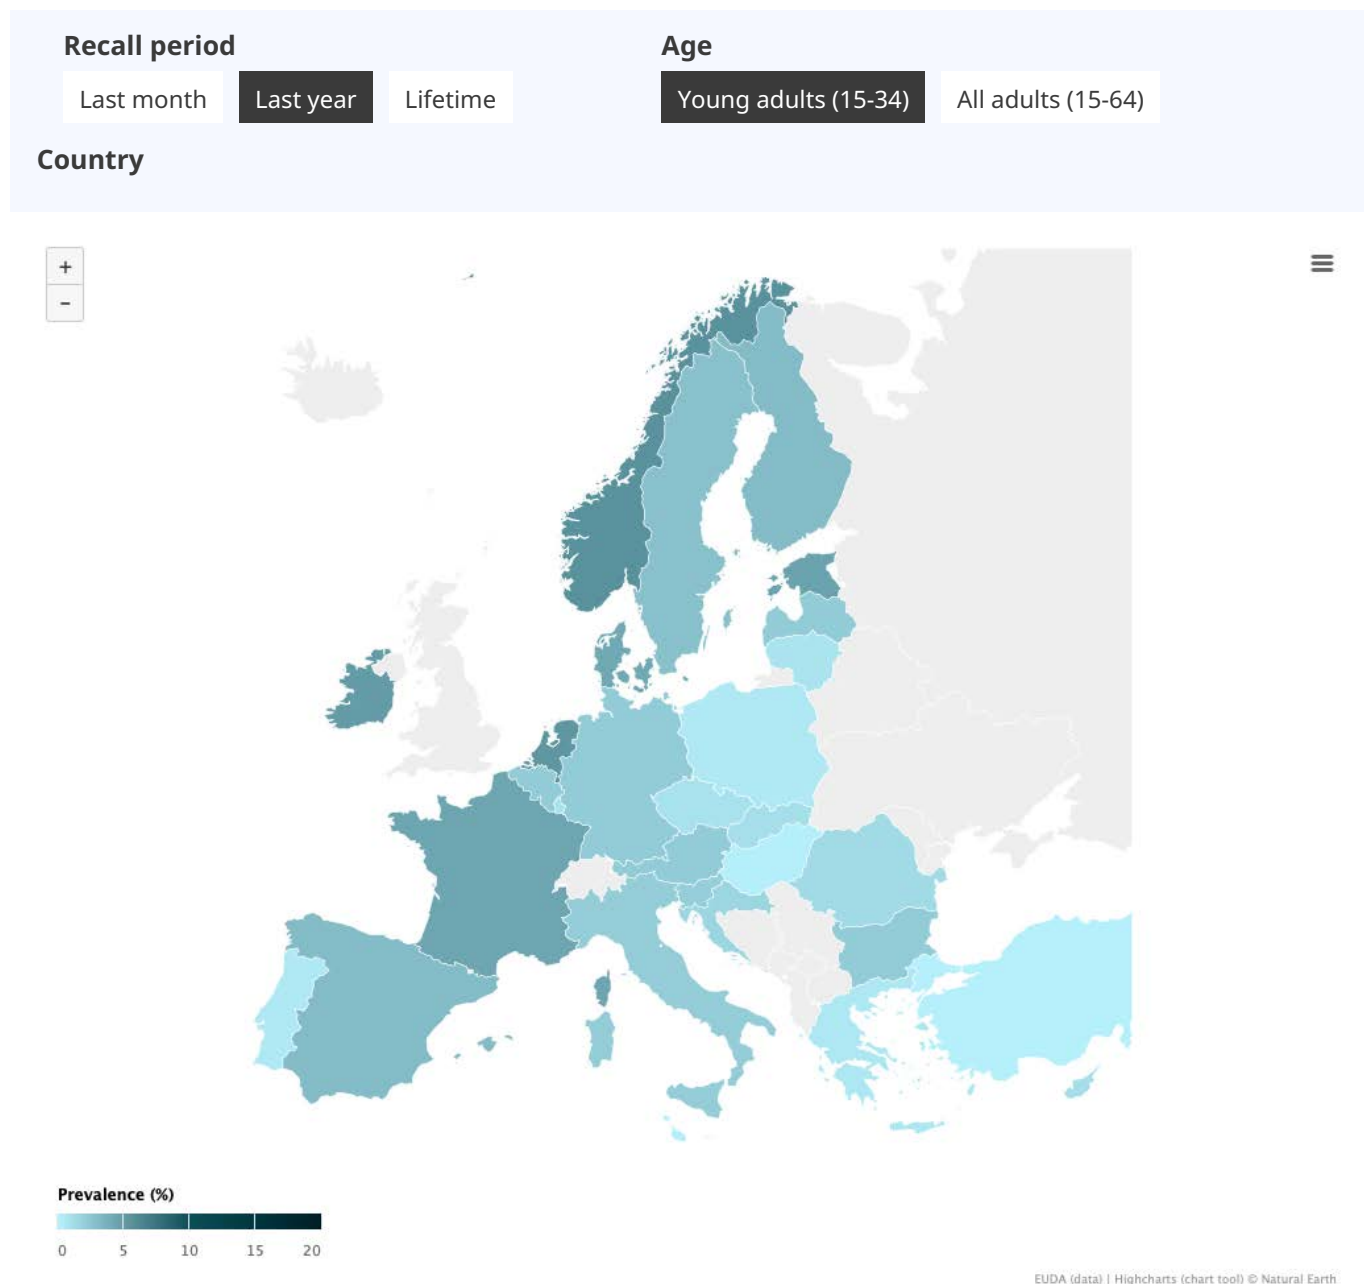 Recall period
Age
Last month
Last year
Lifetime
Young adults (15-34)
All adults (15-64)
Country
+
−
Prevalence (%)
0 5 10 15 20
EUDA (data) | Highcharts (chart tool) © Natural Earth